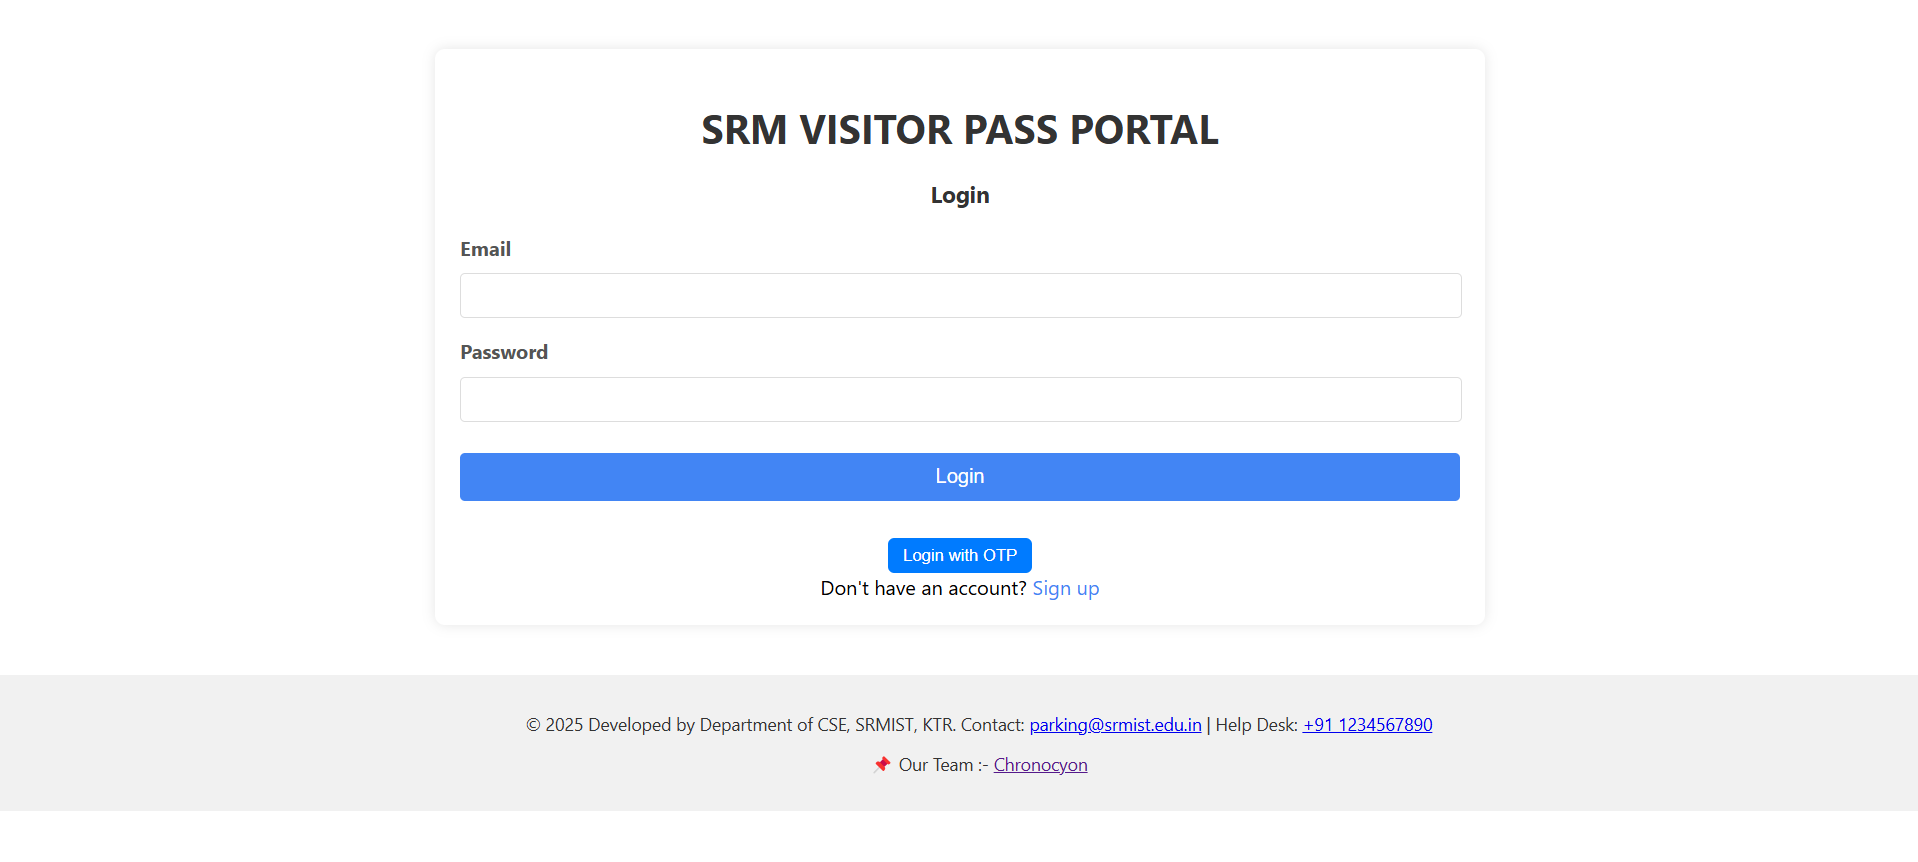 SRM VISITOR PASS PORTAL
Login
Email
Password
Login
Login with OTP
Don't have an account? Sign up
© 2025 Developed by Department of CSE, SRMIST, KTR. Contact: parking@srmist.edu.in | Help Desk: +91 1234567890
📌 Our Team :- Chronocyon